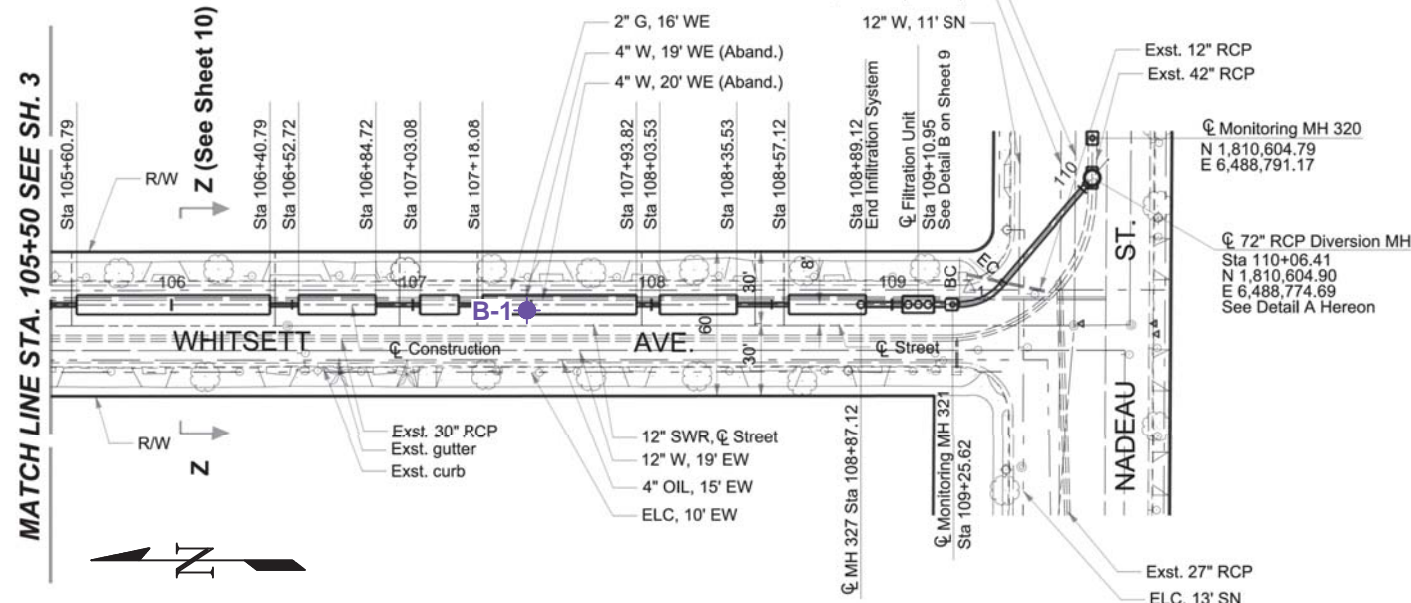 MATCH LINE STA. 105+50 SEE SH. 3
Z (See Sheet 10)
2" G, 16' WE
4" W, 19' WE (Aband.)
4" W, 20' WE (Aband.)
12" W, 11' SN
Exst. 12" RCP
Exst. 42" RCP
℄ Monitoring MH 320
N 1,810,604.79
E 6,488,791.17
℄ 72" RCP Diversion MH
Sta 110+06.41
N 1,810,604.90
E 6,488,774.69
See Detail A Hereon
R/W
Sta 105+60.79
Sta 106+40.79
Sta 106+52.72
Sta 106+84.72
Sta 107+03.08
Sta 107+18.08
Sta 107+93.82
Sta 108+03.53
Sta 108+35.53
Sta 108+57.12
Sta 108+89.12
End Infiltration System
℄ Filtration Unit
Sta 109+10.95
See Detail B on Sheet 9
106
107
108
109
110
BC
EC
8'
30'
60'
30'
B-1
WHITSETT AVE.
℄ Construction
℄ Street
NADEAU ST.
R/W
Z
Exst. 30" RCP
Exst. gutter
Exst. curb
12" SWR, ℄ Street
12" W, 19' EW
4" OIL, 15' EW
ELC, 10' EW
℄ MH 327 Sta 108+87.12
℄ Monitoring MH 321
Sta 109+25.62
Exst. 27" RCP
ELC, 13' SN
N